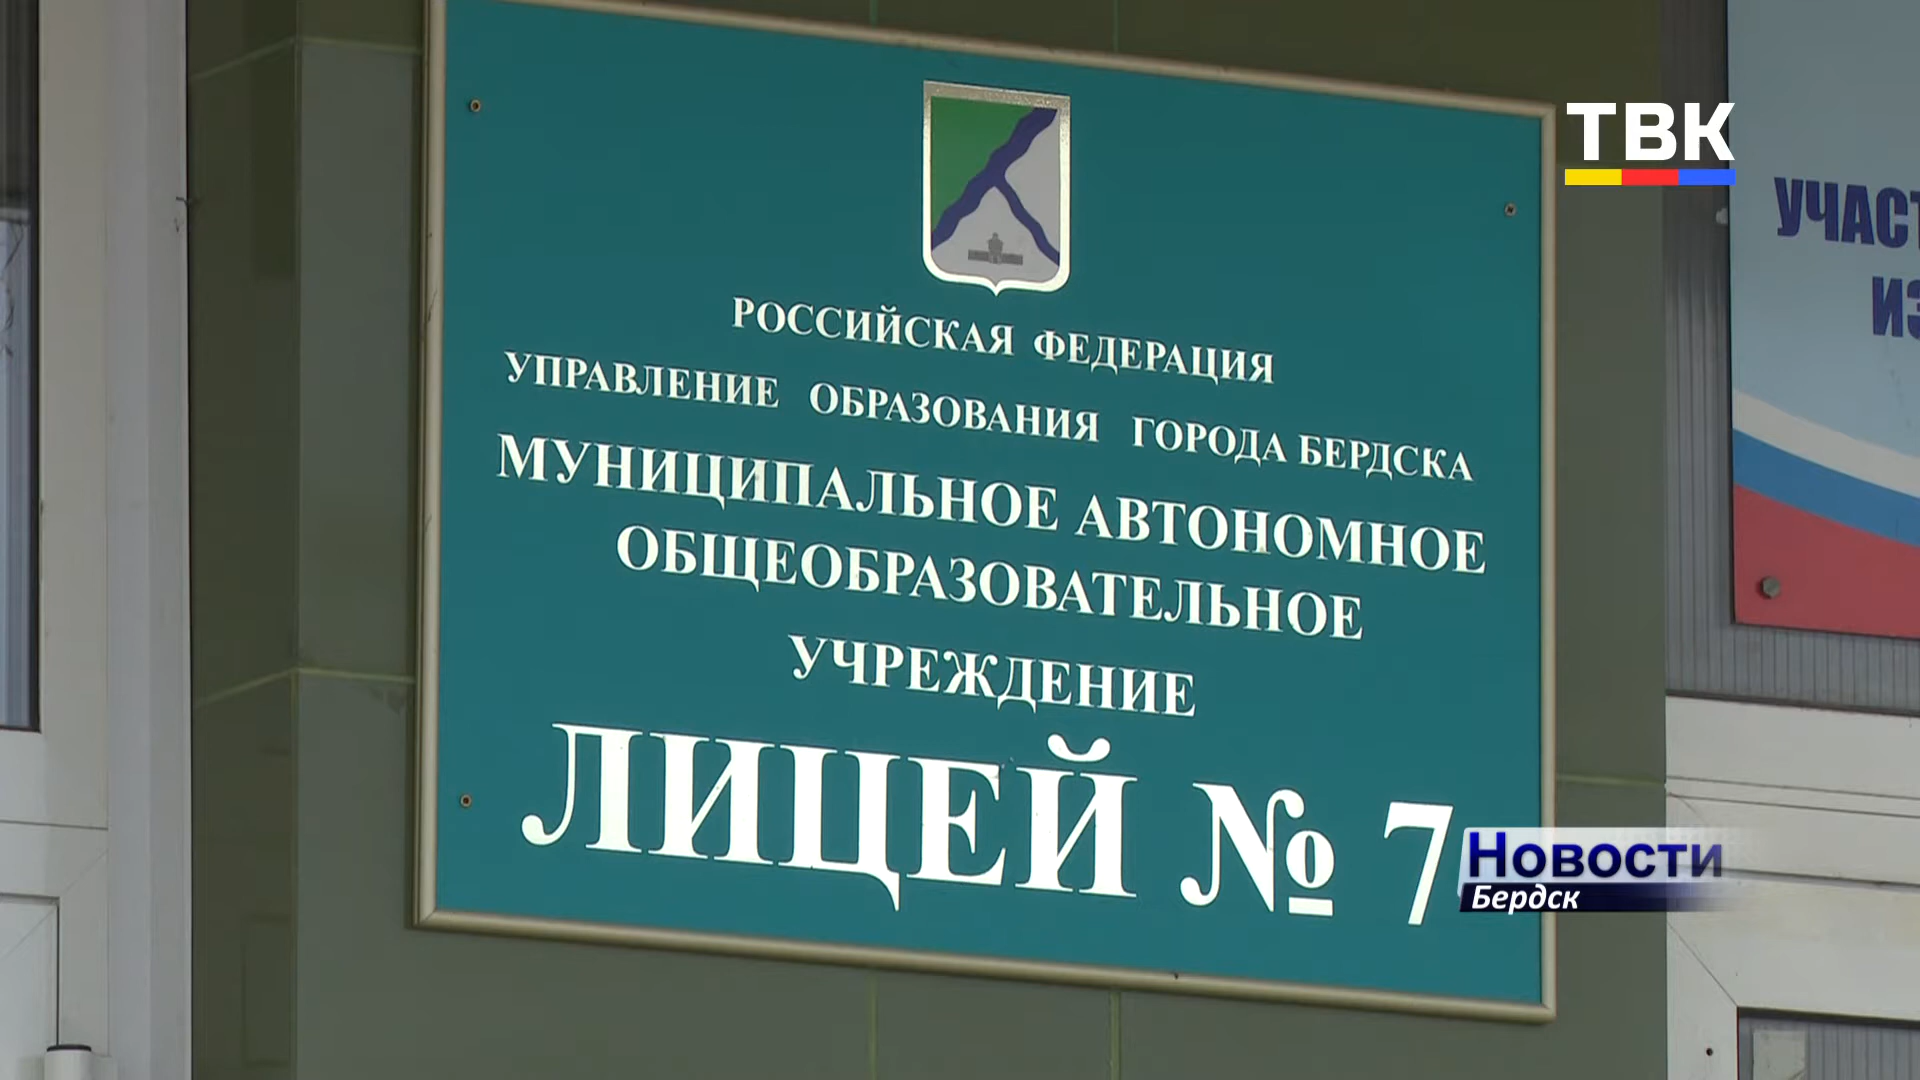 ТВК
РОССИЙСКАЯ ФЕДЕРАЦИЯ
УПРАВЛЕНИЕ ОБРАЗОВАНИЯ ГОРОДА БЕРДСКА
МУНИЦИПАЛЬНОЕ АВТОНОМНОЕ
ОБЩЕОБРАЗОВАТЕЛЬНОЕ
УЧРЕЖДЕНИЕ
ЛИЦЕЙ № 7
Новости
Бердск